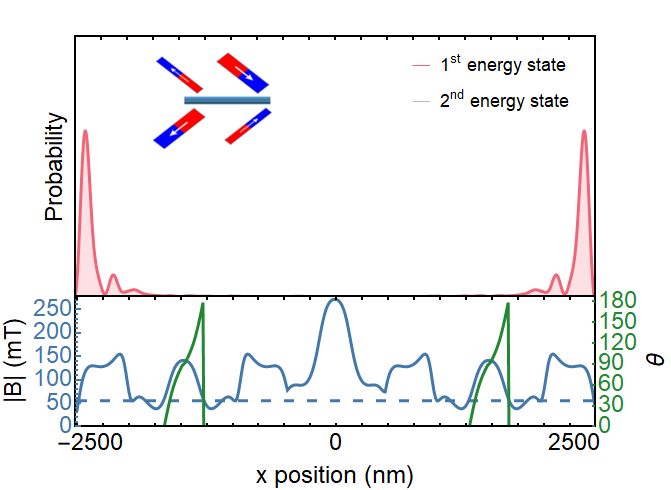 1st energy state
2nd energy state
Probability
|B| (mT)
250
200
150
100
50
0
180
150
120
90
60
30
0
θ
−2500
0
2500
x position (nm)